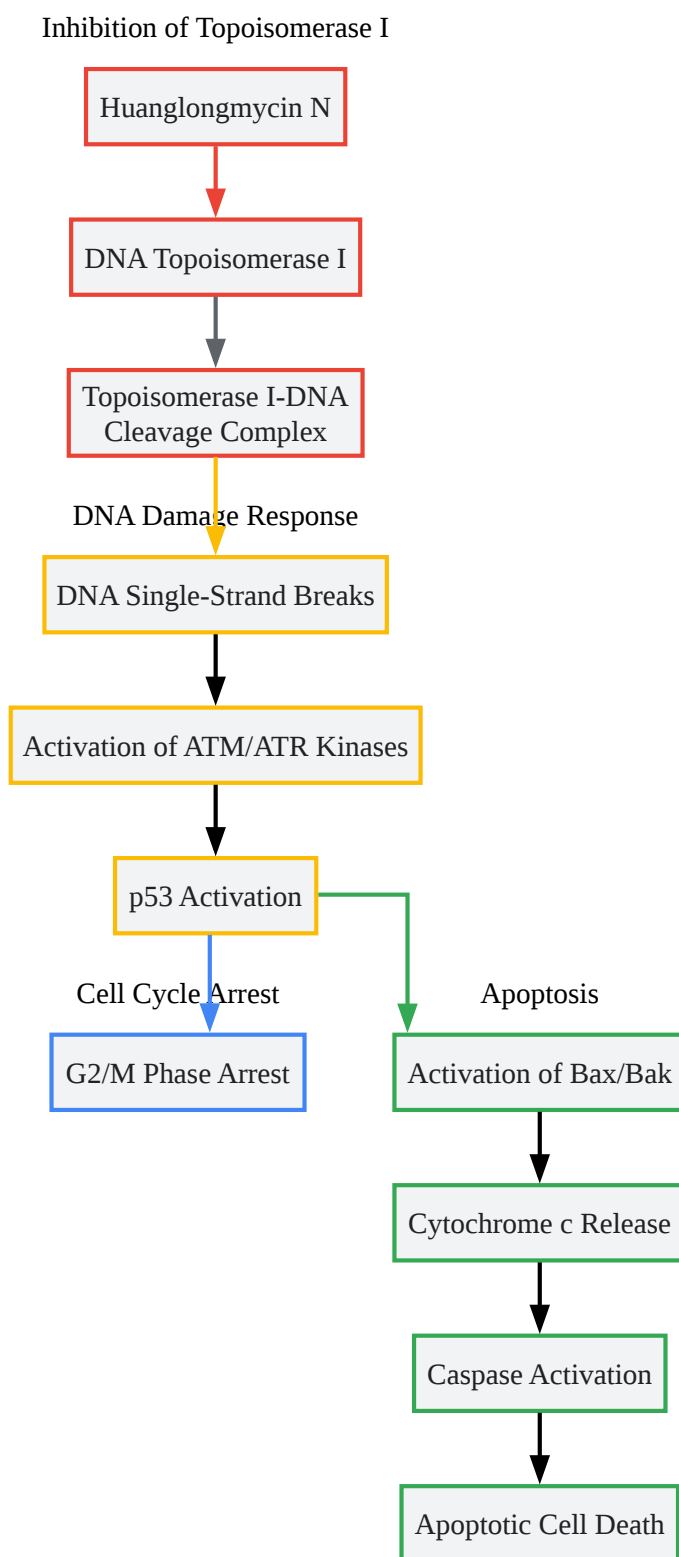 Inhibition of Topoisomerase I
Huanglongmycin N
DNA Topoisomerase I
Topoisomerase I-DNA
Cleavage Complex
DNA Damage Response
DNA Single-Strand Breaks
Activation of ATM/ATR Kinases
p53 Activation
Cell Cycle Arrest
Apoptosis
G2/M Phase Arrest
Activation of Bax/Bak
Cytochrome c Release
Caspase Activation
Apoptotic Cell Death